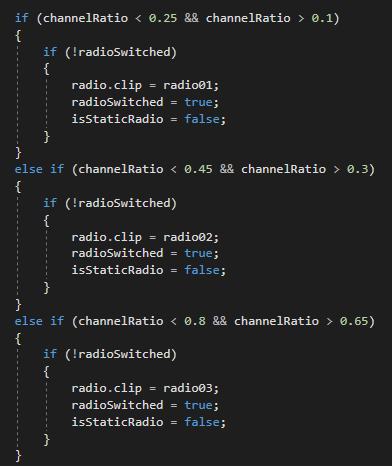 if (channelRatio < 0.25 && channelRatio > 0.1)
{
if (!radioSwitched)
{
radio.clip = radio01;
radioSwitched = true;
isStaticRadio = false;
}
}
else if (channelRatio < 0.45 && channelRatio > 0.3)
{
if (!radioSwitched)
{
radio.clip = radio02;
radioSwitched = true;
isStaticRadio = false;
}
}
else if (channelRatio < 0.8 && channelRatio > 0.65)
{
if (!radioSwitched)
{
radio.clip = radio03;
radioSwitched = true;
isStaticRadio = false;
}
}